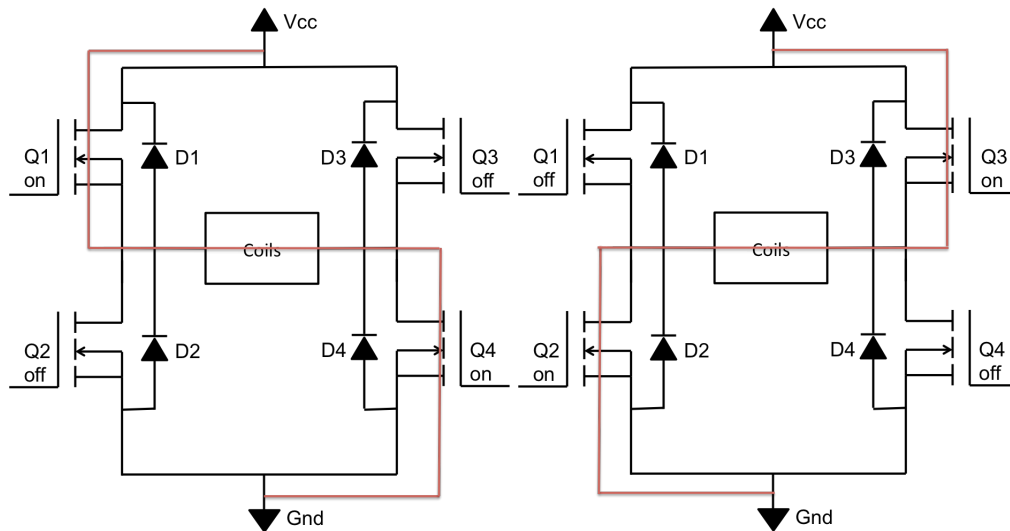 Vcc
Q1
on
D1
D3
Q3
off
Coils
Q2
off
D2
D4
Q4
on
Gnd
Vcc
Q1
off
D1
D3
Q3
on
Coils
Q2
on
D2
D4
Q4
off
Gnd